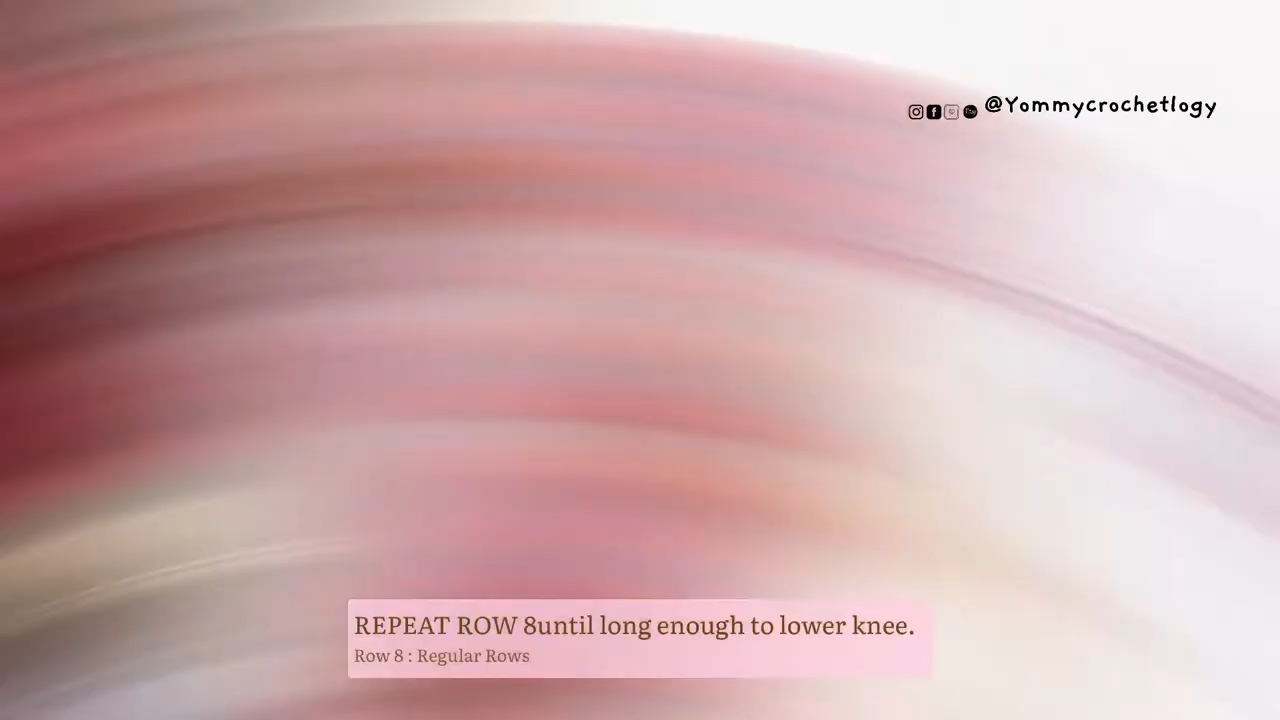 @Yommycrochetlogy
REPEAT ROW 8until long enough to lower knee.
Row 8 : Regular Rows